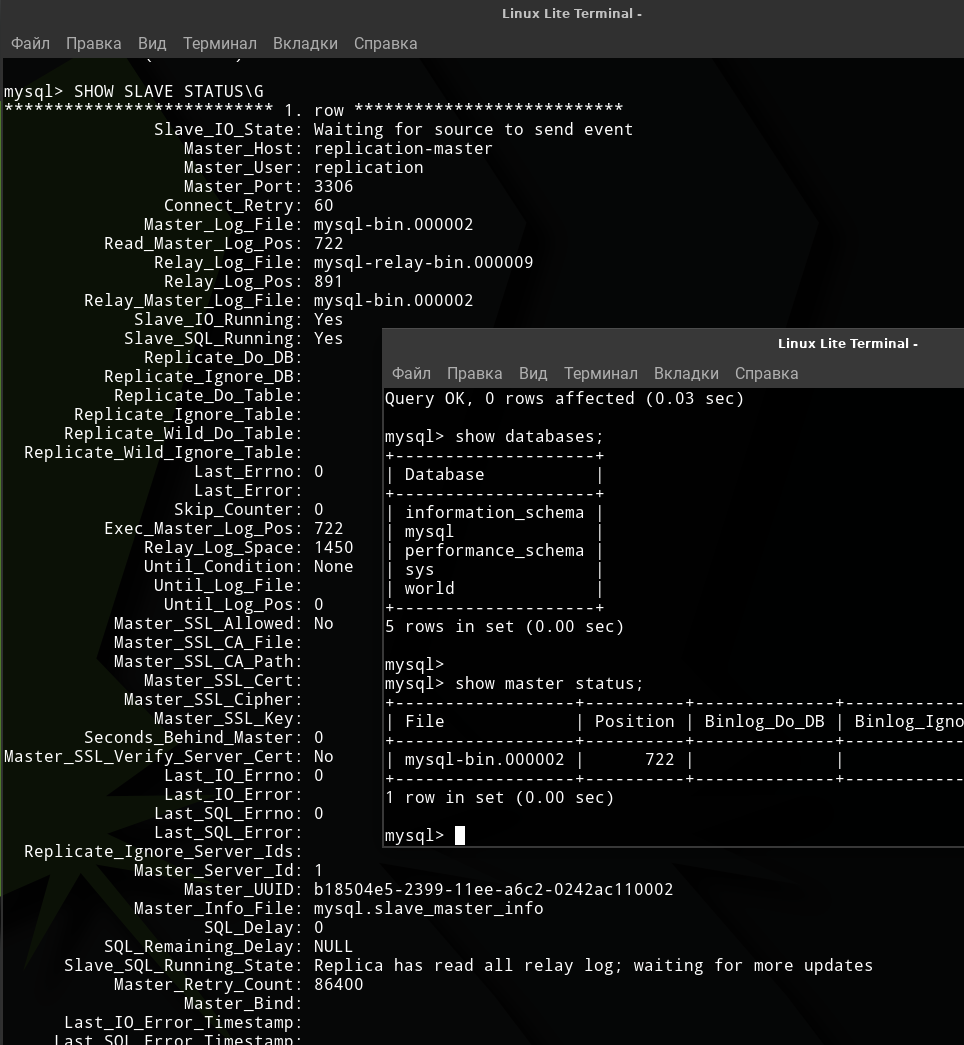 Linux Lite Terminal -
Файл Правка Вид Терминал Вкладки Справка
mysql> SHOW SLAVE STATUS\G
*************************** 1. row ***************************
Slave_IO_State: Waiting for source to send event
Master_Host: replication-master
Master_User: replication
Master_Port: 3306
Connect_Retry: 60
Master_Log_File: mysql-bin.000002
Read_Master_Log_Pos: 722
Relay_Log_File: mysql-relay-bin.000009
Relay_Log_Pos: 891
Relay_Master_Log_File: mysql-bin.000002
Slave_IO_Running: Yes
Slave_SQL_Running: Yes
Replicate_Do_DB:
Replicate_Ignore_DB:
Replicate_Do_Table:
Replicate_Ignore_Table:
Replicate_Wild_Do_Table:
Replicate_Wild_Ignore_Table:
Last_Errno: 0
Last_Error:
Skip_Counter: 0
Exec_Master_Log_Pos: 722
Relay_Log_Space: 1450
Until_Condition: None
Until_Log_File:
Until_Log_Pos: 0
Master_SSL_Allowed: No
Master_SSL_CA_File:
Master_SSL_CA_Path:
Master_SSL_Cert:
Master_SSL_Cipher:
Master_SSL_Key:
Seconds_Behind_Master: 0
Master_SSL_Verify_Server_Cert: No
Last_IO_Errno: 0
Last_IO_Error:
Last_SQL_Errno: 0
Last_SQL_Error:
Replicate_Ignore_Server_Ids:
Master_Server_Id: 1
Master_UUID: b18504e5-2399-11ee-a6c2-0242ac110002
Master_Info_File: mysql.slave_master_info
SQL_Delay: 0
SQL_Remaining_Delay: NULL
Slave_SQL_Running_State: Replica has read all relay log; waiting for more updates
Master_Retry_Count: 86400
Master_Bind:
Last_IO_Error_Timestamp:
Last_SQL_Error_Timestamp:
Linux Lite Terminal -
Файл Правка Вид Терминал Вкладки Справка
Query OK, 0 rows affected (0.03 sec)
mysql> show databases;
+--------------------+
| Database           |
+--------------------+
| information_schema |
| mysql              |
| performance_schema |
| sys                |
| world              |
+--------------------+
5 rows in set (0.00 sec)
mysql>
mysql> show master status;
+------------------+----------+--------------+------------
| File             | Position | Binlog_Do_DB | Binlog_Igno
+------------------+----------+--------------+------------
| mysql-bin.000002 |      722 |              |
+------------------+----------+--------------+------------
1 row in set (0.00 sec)
mysql>